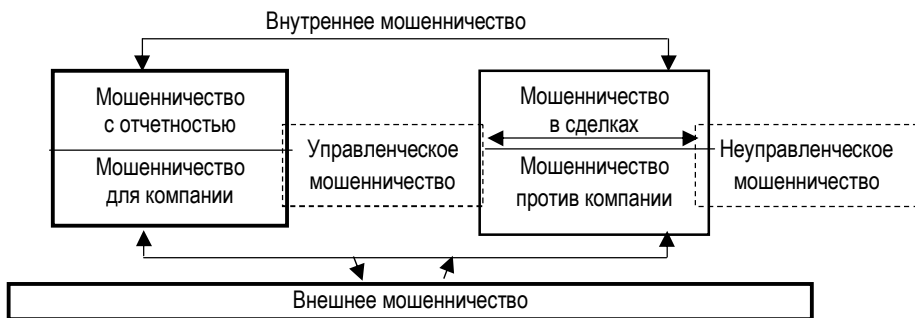 Внутреннее мошенничество
Мошенничество
с отчетностью
Мошенничество
для компании
Управленческое
мошенничество
Мошенничество
в сделках
Мошенничество
против компании
Неуправленческое
мошенничество
Внешнее мошенничество